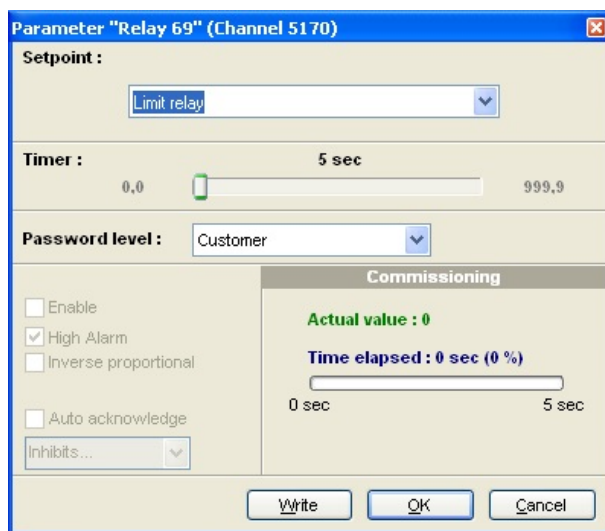 Parameter "Relay 69" (Channel 5170)
Setpoint :
Limit relay
Timer :
5 sec
0,0
999,9
Password level :
Customer
Enable
High Alarm
Inverse proportional
Auto acknowledge
Inhibits...
Commissioning
Actual value : 0
Time elapsed : 0 sec (0 %)
0 sec
5 sec
Write
OK
Cancel